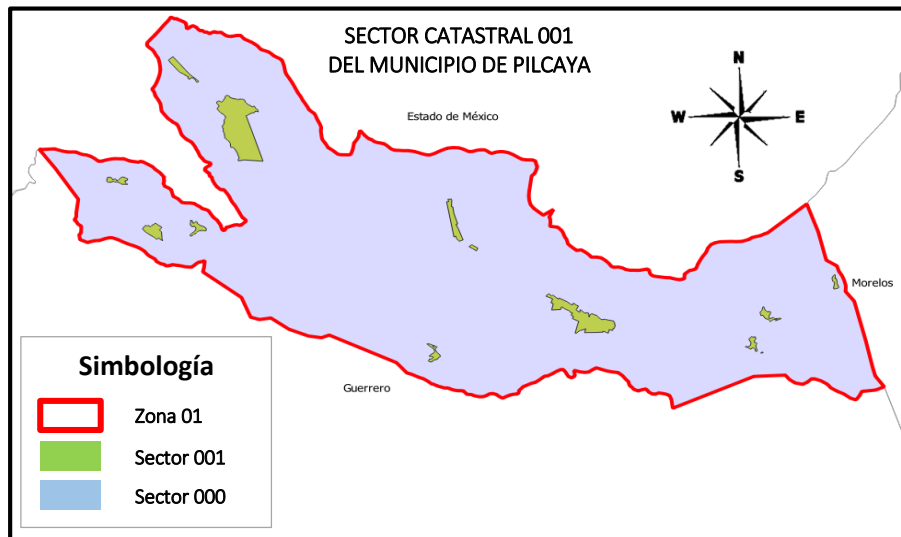 SECTOR CATASTRAL 001
DEL MUNICIPIO DE PILCAYA
Estado de México
N
W
E
S
Morelos
Guerrero
Simbología
Zona 01
Sector 001
Sector 000